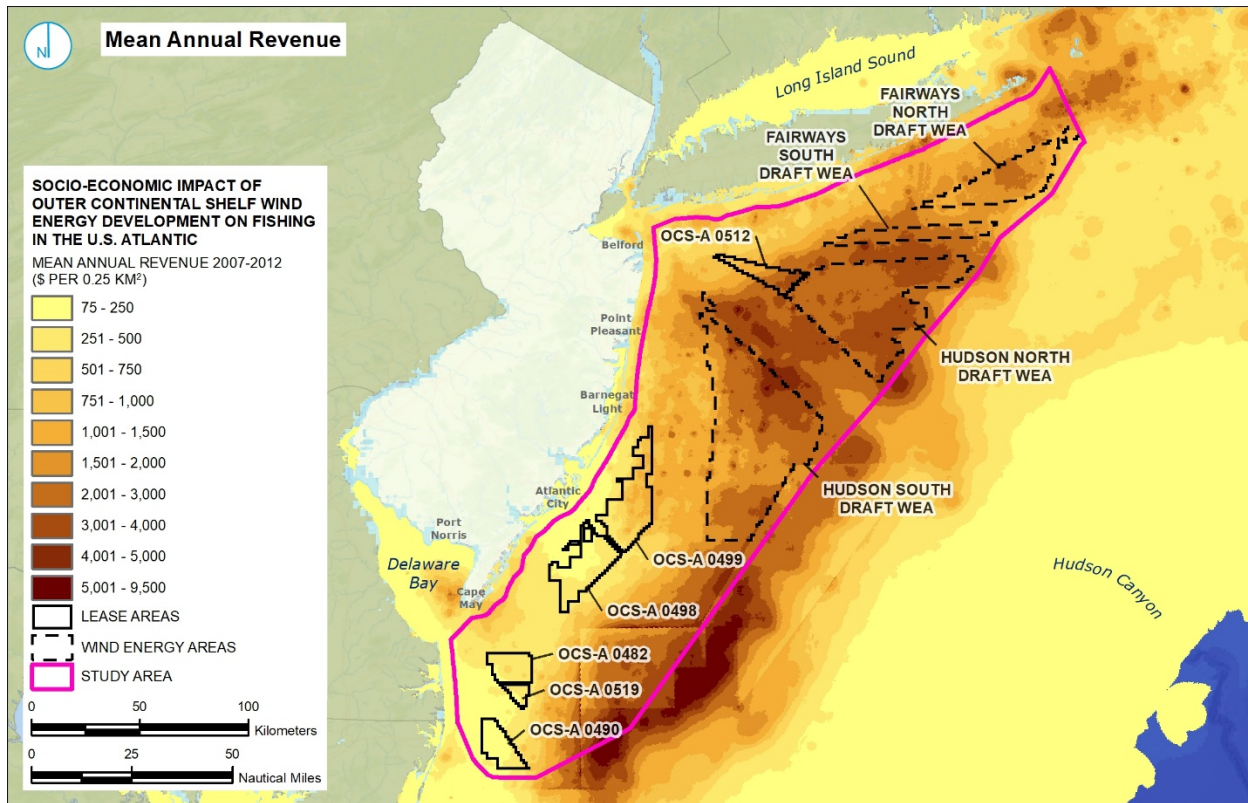 N
Mean Annual Revenue
Long Island Sound
FAIRWAYS
NORTH
DRAFT WEA
FAIRWAYS
SOUTH
DRAFT WEA
SOCIO-ECONOMIC IMPACT OF
OUTER CONTINENTAL SHELF WIND
ENERGY DEVELOPMENT ON FISHING
IN THE U.S. ATLANTIC
MEAN ANNUAL REVENUE 2007-2012
($ PER 0.25 KM²)
75 - 250
251 - 500
501 - 750
751 - 1,000
1,001 - 1,500
1,501 - 2,000
2,001 - 3,000
3,001 - 4,000
4,001 - 5,000
5,001 - 9,500
LEASE AREAS
WIND ENERGY AREAS
STUDY AREA
0 50 100
Kilometers
0 25 50
Nautical Miles
OCS-A 0512
Belford
Point
Pleasant
HUDSON NORTH
DRAFT WEA
Barnegat
Light
HUDSON SOUTH
DRAFT WEA
Atlantic
City
Port
Norris
Delaware
Bay
Cape
May
OCS-A 0499
OCS-A 0498
Hudson Canyon
OCS-A 0482
OCS-A 0519
OCS-A 0490